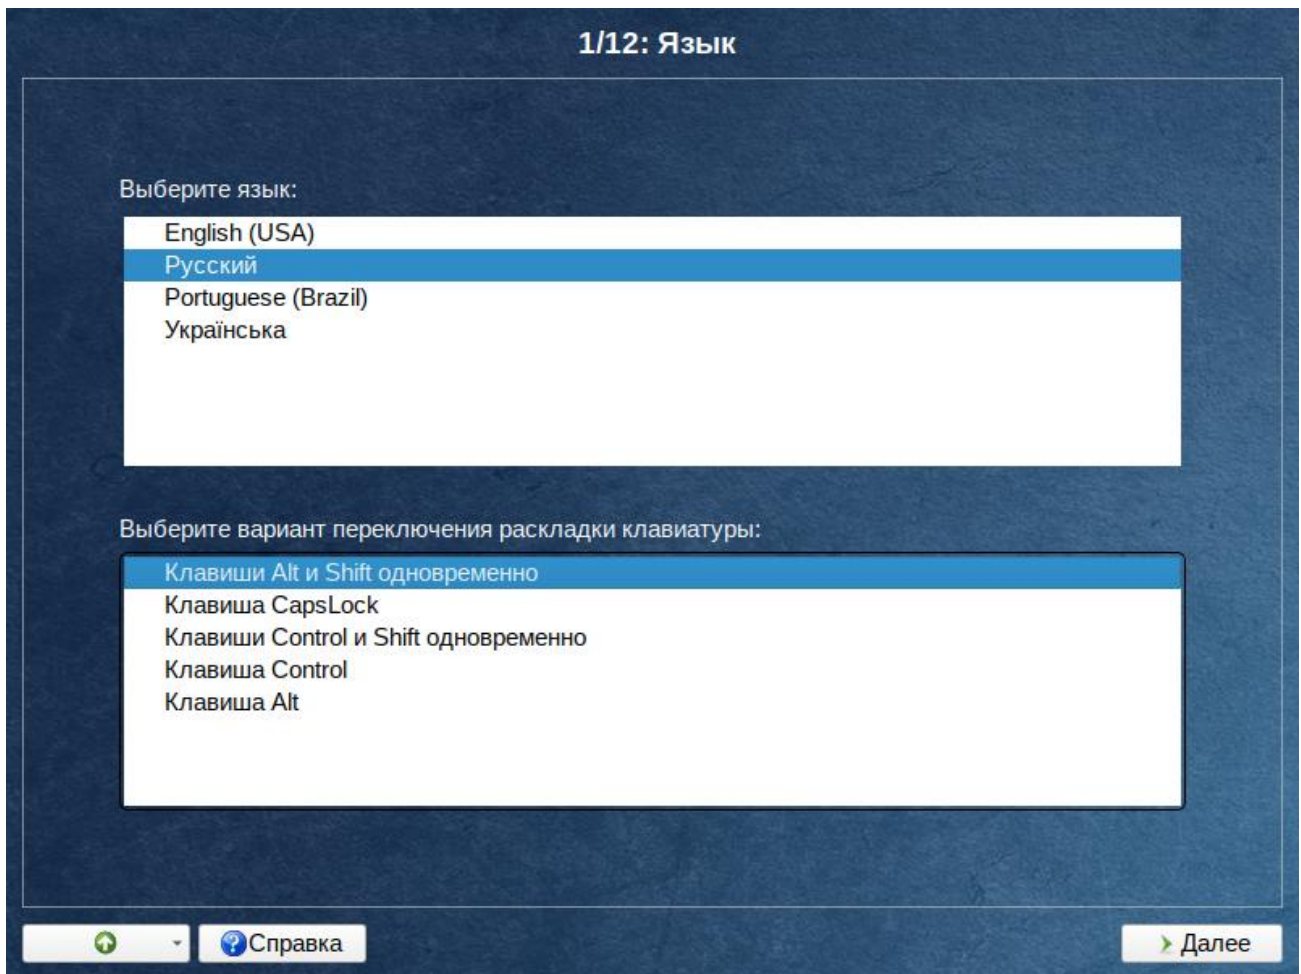 1/12: Язык
Выберите язык:
English (USA)
Русский
Portuguese (Brazil)
Українська
Выберите вариант переключения раскладки клавиатуры:
Клавиши Alt и Shift одновременно
Клавиша CapsLock
Клавиши Control и Shift одновременно
Клавиша Control
Клавиша Alt
Справка
Далее